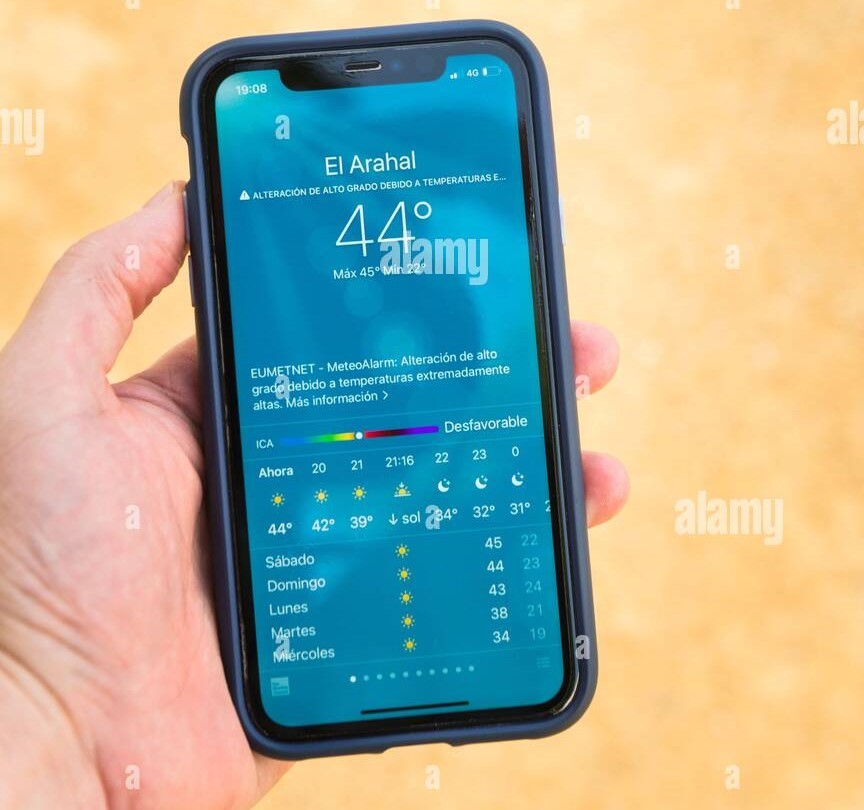 19:08 4G
El Arahal
ALTERACIÓN DE ALTO GRADO DEBIDO A TEMPERATURAS E...
44°
Máx 45° Mín 22°
EUMETNET - MeteoAlarm: Alteración de alto
grado debido a temperaturas extremadamente
altas. Más información >
ICA Desfavorable
Ahora 20 21 21:16 22 23 0
44° 42° 39° ↓ sol 34° 32° 31°
Sábado 45 22
Domingo 44 23
Lunes 43 24
Martes 38 21
Miércoles 34 19
alamy
alamy
alamy
a
a
a
a
a
a
a
a
a
a
a
a